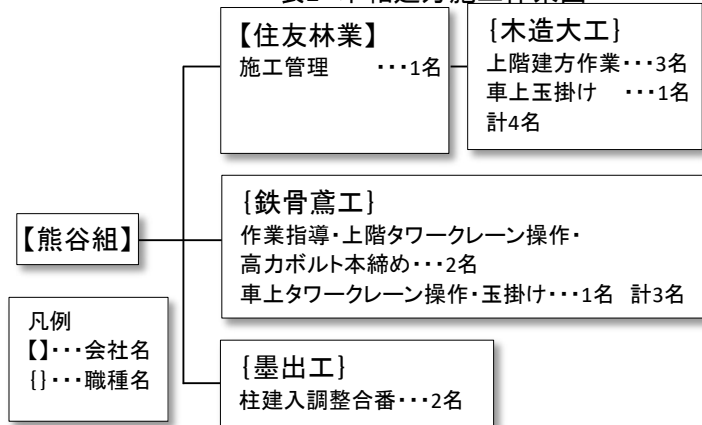 【住友林業】
施工管理　・・・1名
{木造大工}
上階建方作業・・・3名
車上玉掛け　・・・1名
計4名
【熊谷組】
{鉄骨鳶工}
作業指導・上階タワークレーン操作・
高力ボルト本締め・・・2名
車上タワークレーン操作・玉掛け・・・1名 計3名
凡例
【】・・・会社名
{}・・・職種名
{墨出工}
柱建入調整合番・・・2名